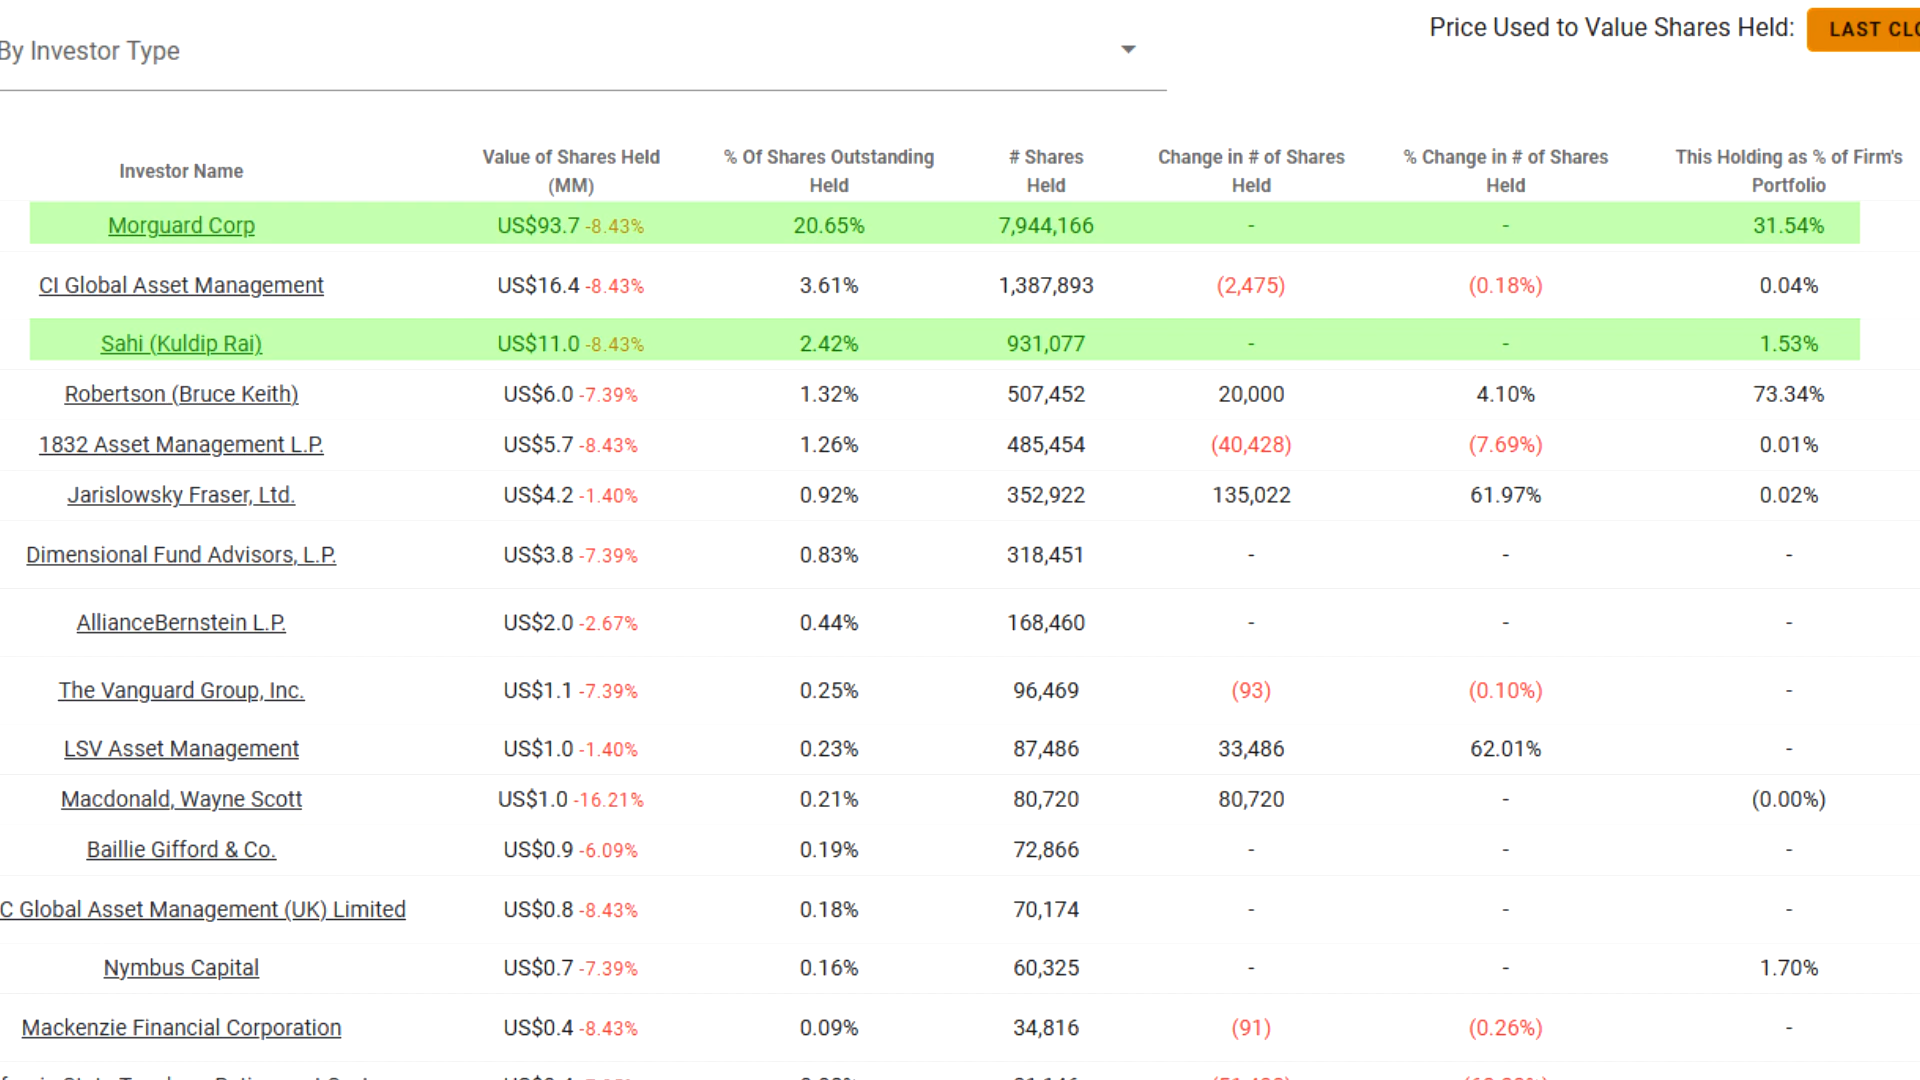 Price Used to Value Shares Held: LAST
By Investor Type
Investor Name Value of Shares Held (MM) % Of Shares Outstanding Held # Shares Held Change in # of Shares Held % Change in # of Shares Held This Holding as % of Firm's Portfolio
Morguard Corp US$93.7 -8.43% 20.65% 7,944,166 - - 31.54%
CI Global Asset Management US$16.4 -8.43% 3.61% 1,387,893 (2,475) (0.18%) 0.04%
Sahi (Kuldip Rai) US$11.0 -8.43% 2.42% 931,077 - - 1.53%
Robertson (Bruce Keith) US$6.0 -7.39% 1.32% 507,452 20,000 4.10% 73.34%
1832 Asset Management L.P. US$5.7 -8.43% 1.26% 485,454 (40,428) (7.69%) 0.01%
Jarislowsky Fraser, Ltd. US$4.2 -1.40% 0.92% 352,922 135,022 61.97% 0.02%
Dimensional Fund Advisors, L.P. US$3.8 -7.39% 0.83% 318,451 - - -
AllianceBernstein L.P. US$2.0 -2.67% 0.44% 168,460 - - -
The Vanguard Group, Inc. US$1.1 -7.39% 0.25% 96,469 (93) (0.10%) -
LSV Asset Management US$1.0 -1.40% 0.23% 87,486 33,486 62.01% -
Macdonald, Wayne Scott US$1.0 -16.21% 0.21% 80,720 80,720 - (0.00%)
Baillie Gifford & Co. US$0.9 -6.09% 0.19% 72,866 - - -
C Global Asset Management (UK) Limited US$0.8 -8.43% 0.18% 70,174 - - -
Nymbus Capital US$0.7 -7.39% 0.16% 60,325 - - 1.70%
Mackenzie Financial Corporation US$0.4 -8.43% 0.09% 34,816 (91) (0.26%) -